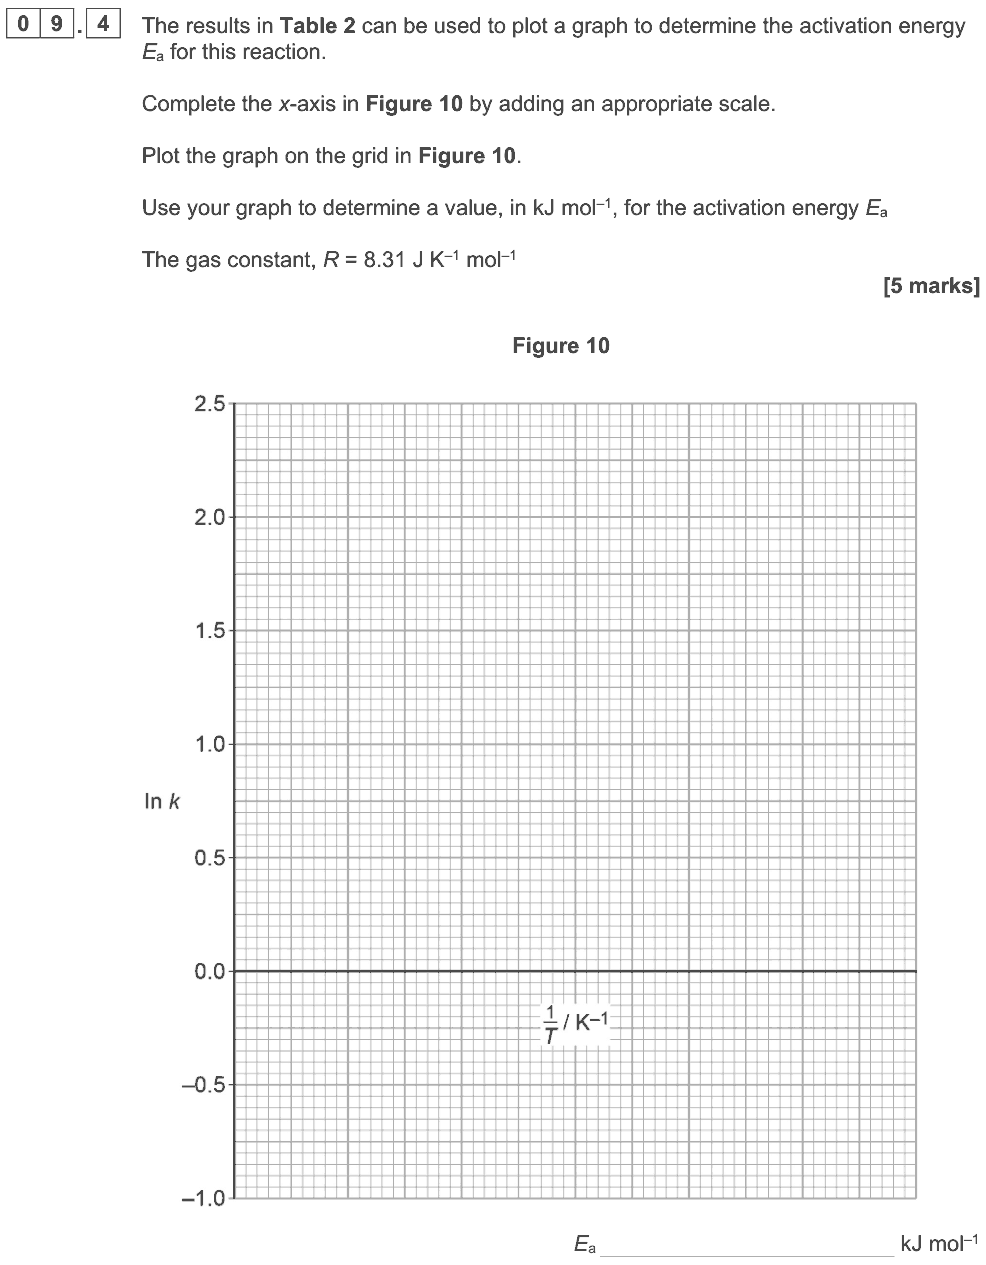 09.4 The results in Table 2 can be used to plot a graph to determine the activation energy
Eₐ for this reaction.
Complete the x-axis in Figure 10 by adding an appropriate scale.
Plot the graph on the grid in Figure 10.
Use your graph to determine a value, in kJ mol⁻¹, for the activation energy Eₐ
The gas constant, R = 8.31 J K⁻¹ mol⁻¹
[5 marks]
Figure 10
2.5
2.0
1.5
1.0
ln k
0.5
0.0
1/T / K⁻¹
–0.5
–1.0
Eₐ kJ mol⁻¹